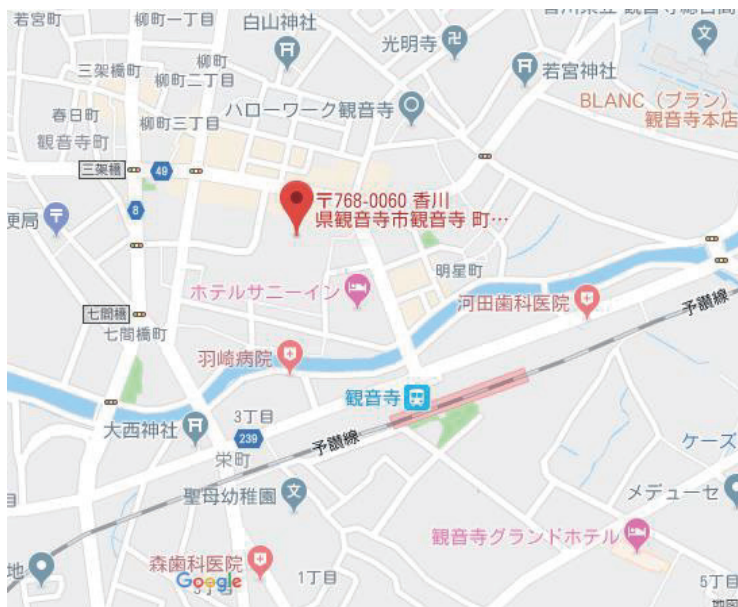 若宮町
柳町一丁目
白山神社
光明寺
若宮神社
三架橋町
柳町
柳町二丁目
春日町
柳町三丁目
ハローワーク観音寺
BLANC（ブラン）
観音寺本店
観音寺町
三架橋
49
8
〒768-0060 香川
県観音寺市観音寺 町…
便局
明星町
ホテルサニーイン
河田歯科医院
予讃線
七間橋
七間橋町
羽崎病院
観音寺
大西神社
3丁目
239
栄町
予讃線
ケーズ
聖母幼稚園
メデューセ
観音寺グランドホテル
地
森歯科医院
Google
3丁目
1丁目
5丁目